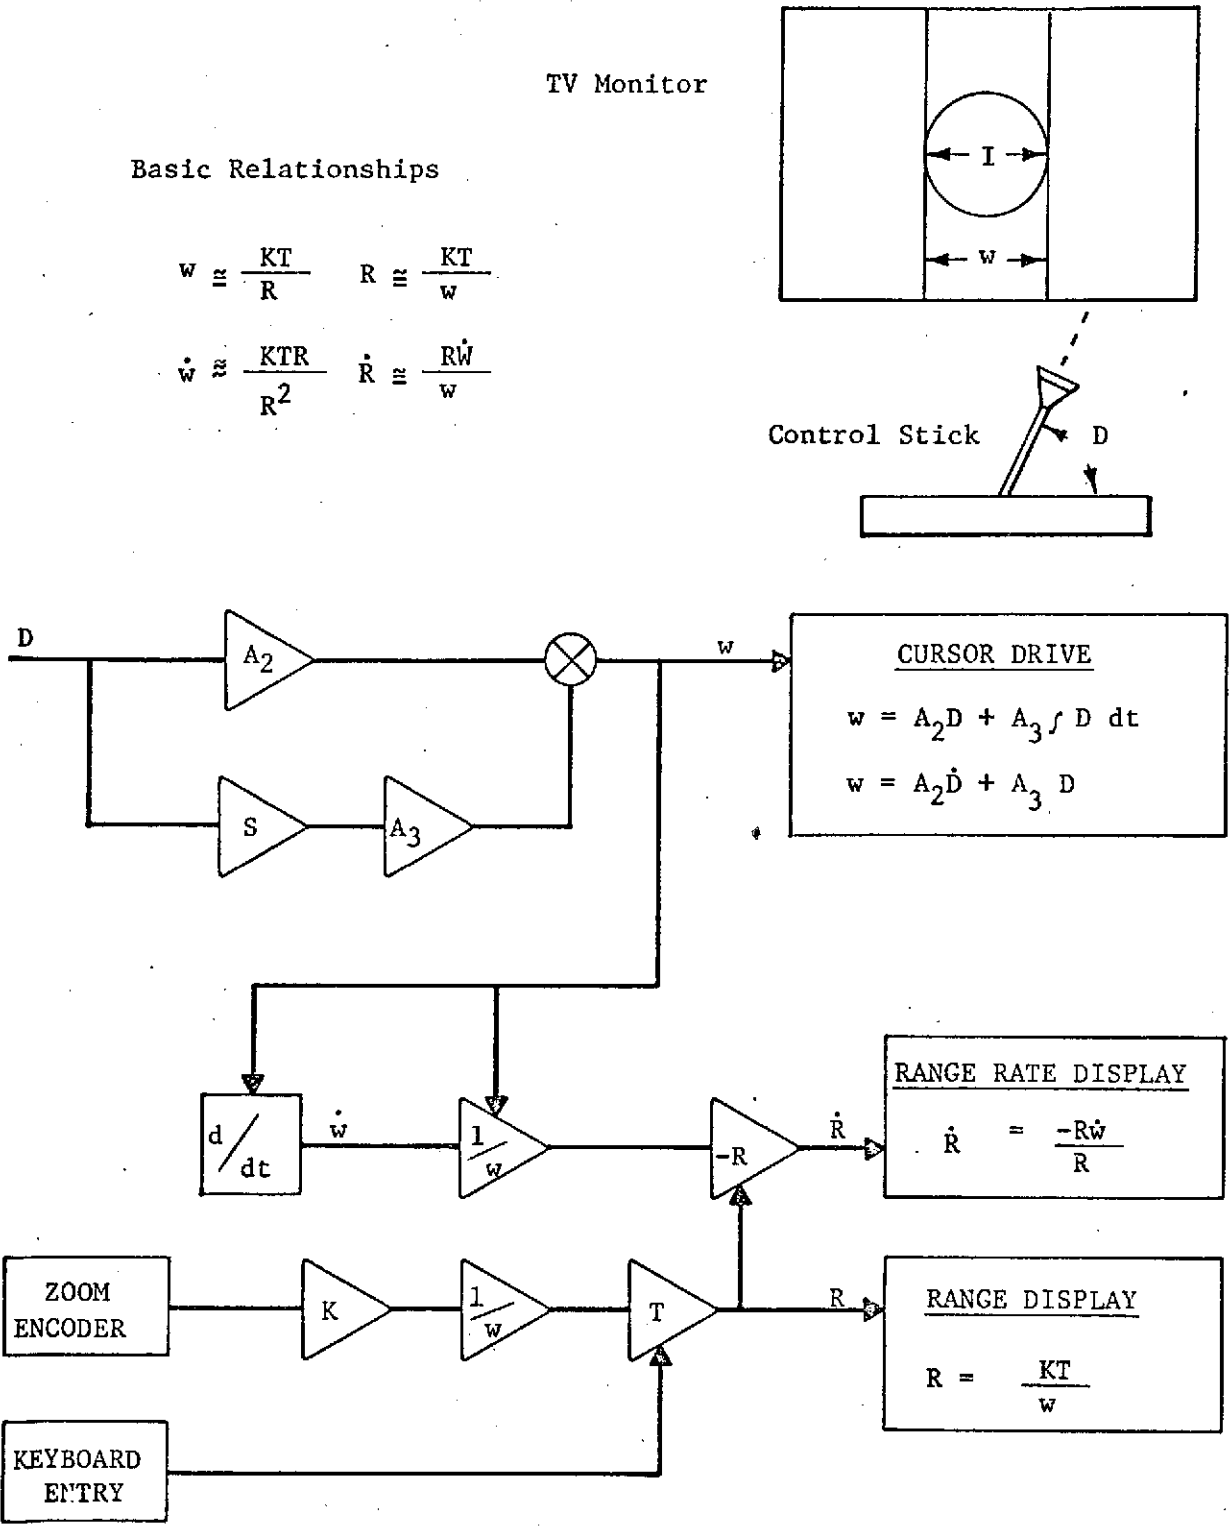 TV Monitor
I
w
Basic Relationships
w ≅ KT / R    R ≅ KT / w
ẇ ≅ KTR / R²    Ṙ ≅ RẆ / w
Control Stick
D
D
A₂
w
S
A₃
CURSOR DRIVE
w = A₂D + A₃ ∫ D dt
w = A₂Ḋ + A₃ D
d/dt
ẇ
1/w
-R
Ṙ
RANGE RATE DISPLAY
Ṙ = -Rẇ / R
ZOOM
ENCODER
K
1/w
T
R
RANGE DISPLAY
R = KT / w
KEYBOARD
ENTRY